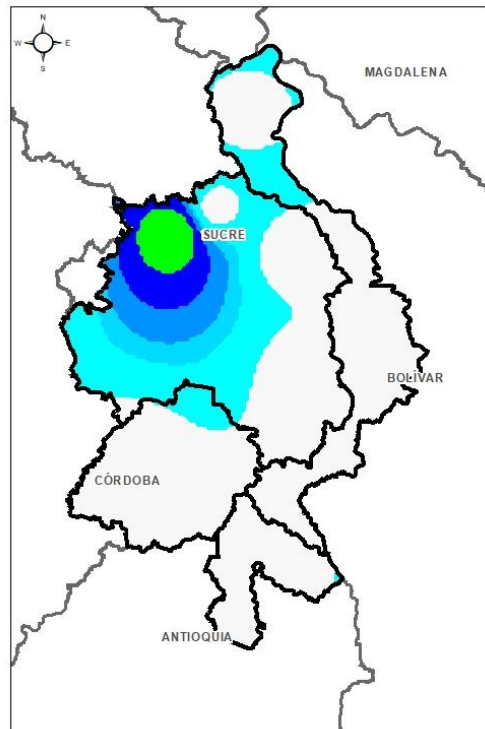 N
W E
S
MAGDALENA
SUCRE
BOLÍVAR
CÓRDOBA
ANTIOQUIA